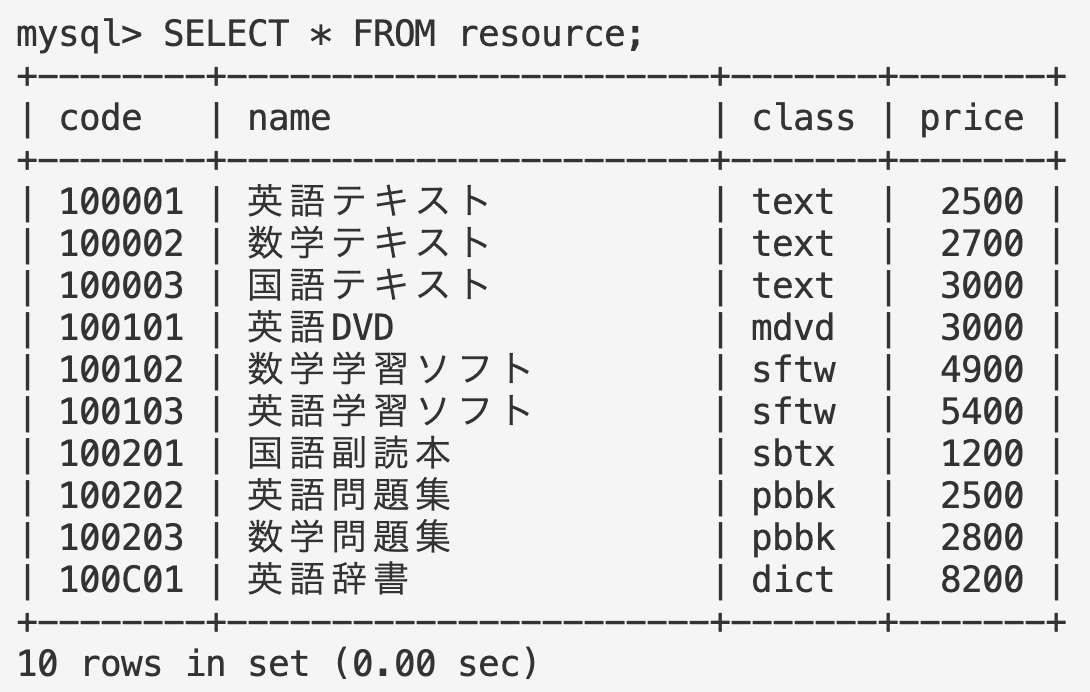 mysql> SELECT * FROM resource;
+--------+------------------------+-------+-------+
| code   | name                   | class | price |
+--------+------------------------+-------+-------+
| 100001 | 英語テキスト           | text  |  2500 |
| 100002 | 数学テキスト           | text  |  2700 |
| 100003 | 国語テキスト           | text  |  3000 |
| 100101 | 英語DVD                | mdvd  |  3000 |
| 100102 | 数学学習ソフト         | sftw  |  4900 |
| 100103 | 英語学習ソフト         | sftw  |  5400 |
| 100201 | 国語副読本             | sbtx  |  1200 |
| 100202 | 英語問題集             | pbbk  |  2500 |
| 100203 | 数学問題集             | pbbk  |  2800 |
| 100C01 | 英語辞書               | dict  |  8200 |
+--------+------------------------+-------+-------+
10 rows in set (0.00 sec)